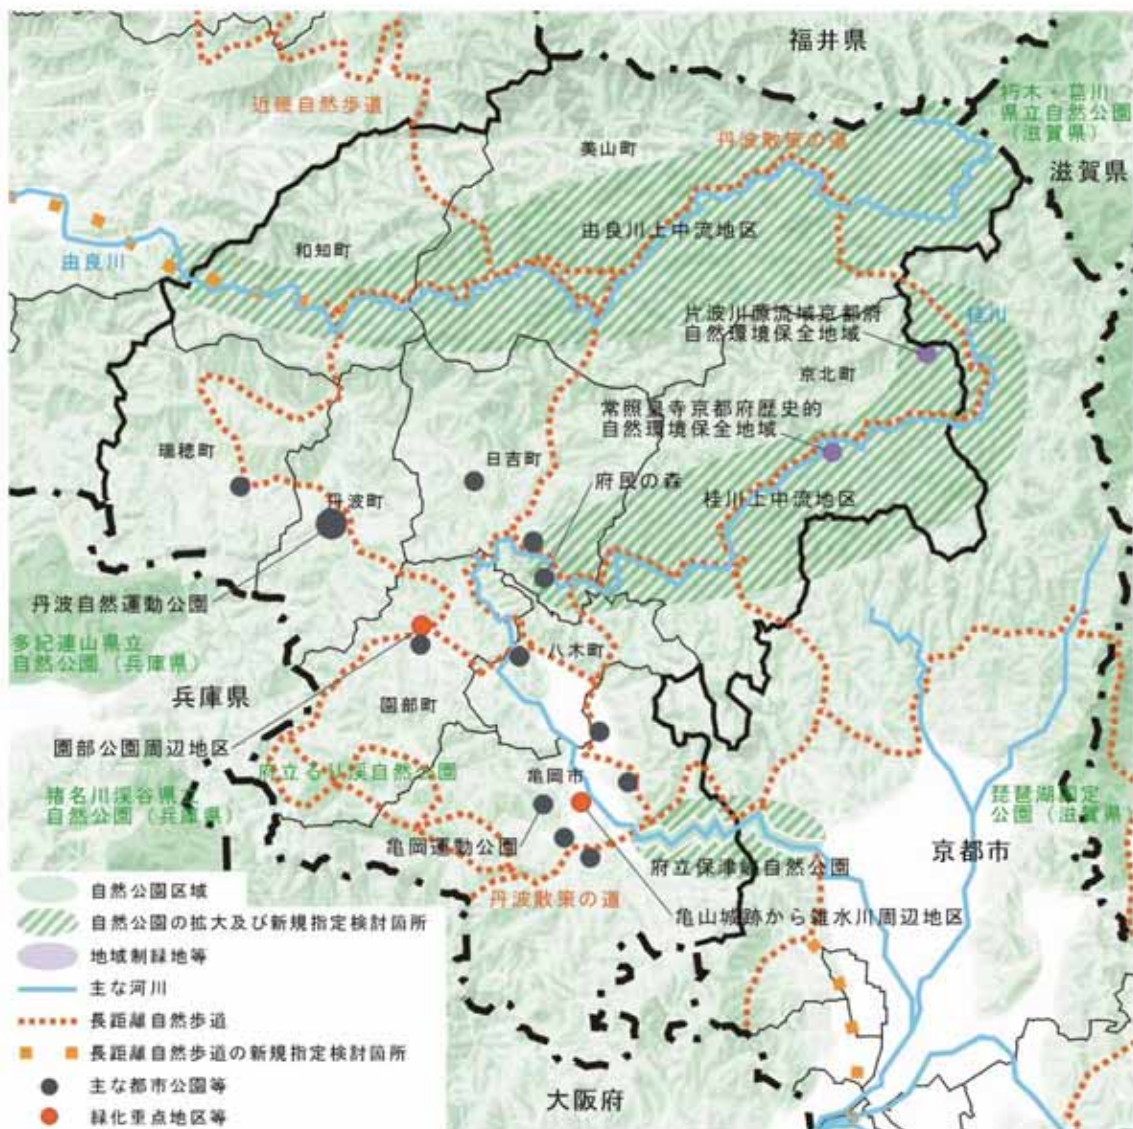 福井県
近畿自然歩道
朽木・葛川
県立自然公園
（滋賀県）
丹波散策の道
美山町
滋賀県
由良川上中流地区
和知町
由良川
片波川源流域京都府
自然環境保全地域
桂川
京北町
常照皇寺京都府歴史的
自然環境保全地域
瑞穂町
日吉町
府民の森
丹波町
桂川上中流地区
丹波自然運動公園
多紀連山県立
自然公園（兵庫県）
八木町
兵庫県
園部町
園部公園周辺地区
府立るり渓自然公園
亀岡市
猪名川渓谷県立
自然公園（兵庫県）
琵琶湖国定
公園（滋賀県）
亀岡運動公園
京都市
府立保津峡自然公園
丹波散策の道
亀山城跡から雑水川周辺地区
大阪府
自然公園区域
自然公園の拡大及び新規指定検討箇所
地域制緑地等
主な河川
長距離自然歩道
長距離自然歩道の新規指定検討箇所
主な都市公園等
緑化重点地区等